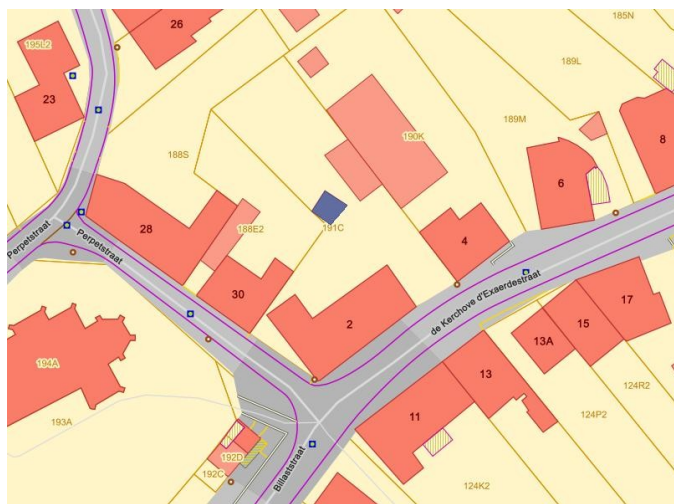 185N
26
195L2
189L
23
190K
8
189M
188S
6
28
188E2
191C
4
Perpetstraat
Perpetstraat
de Kerchove d'Exaerdestraat
30
2
17
15
13A
194A
13
124R2
11
124P2
193A
192D
192C
Billaststraat
124K2